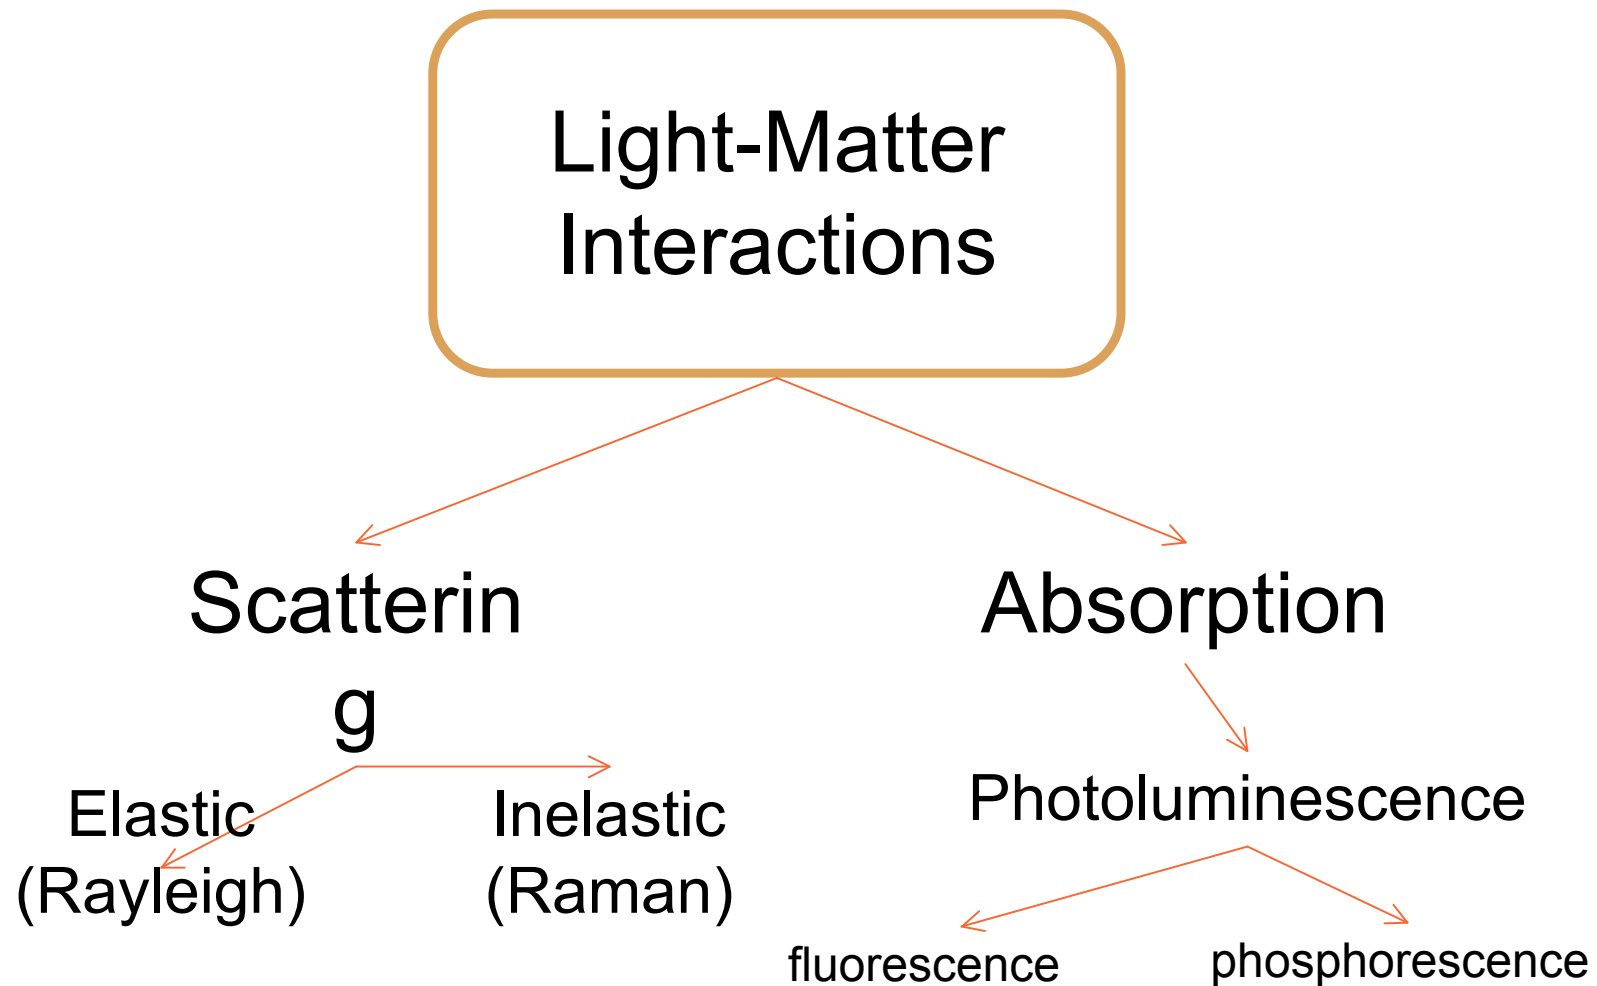 Light-Matter
Interactions
Scatterin
g
Absorption
Elastic
(Rayleigh)
Inelastic
(Raman)
Photoluminescence
fluorescence
phosphorescence